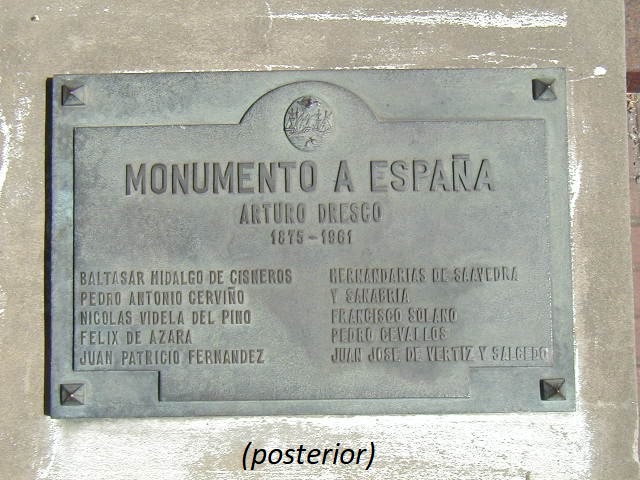 MONUMENTO A ESPAÑA
ARTURO DRESCO
1875-1961
BALTASAR HIDALGO DE CISNEROS
PEDRO ANTONIO CERVIÑO
NICOLAS VIDELA DEL PINO
FELIX DE AZARA
JUAN PATRICIO FERNANDEZ
HERNANDARIAS DE SAAVEDRA
Y SANABRIA
FRANCISCO SOLANO
PEDRO CEVALLOS
JUAN JOSE DE VERTIZ Y SALCEDO
(posterior)